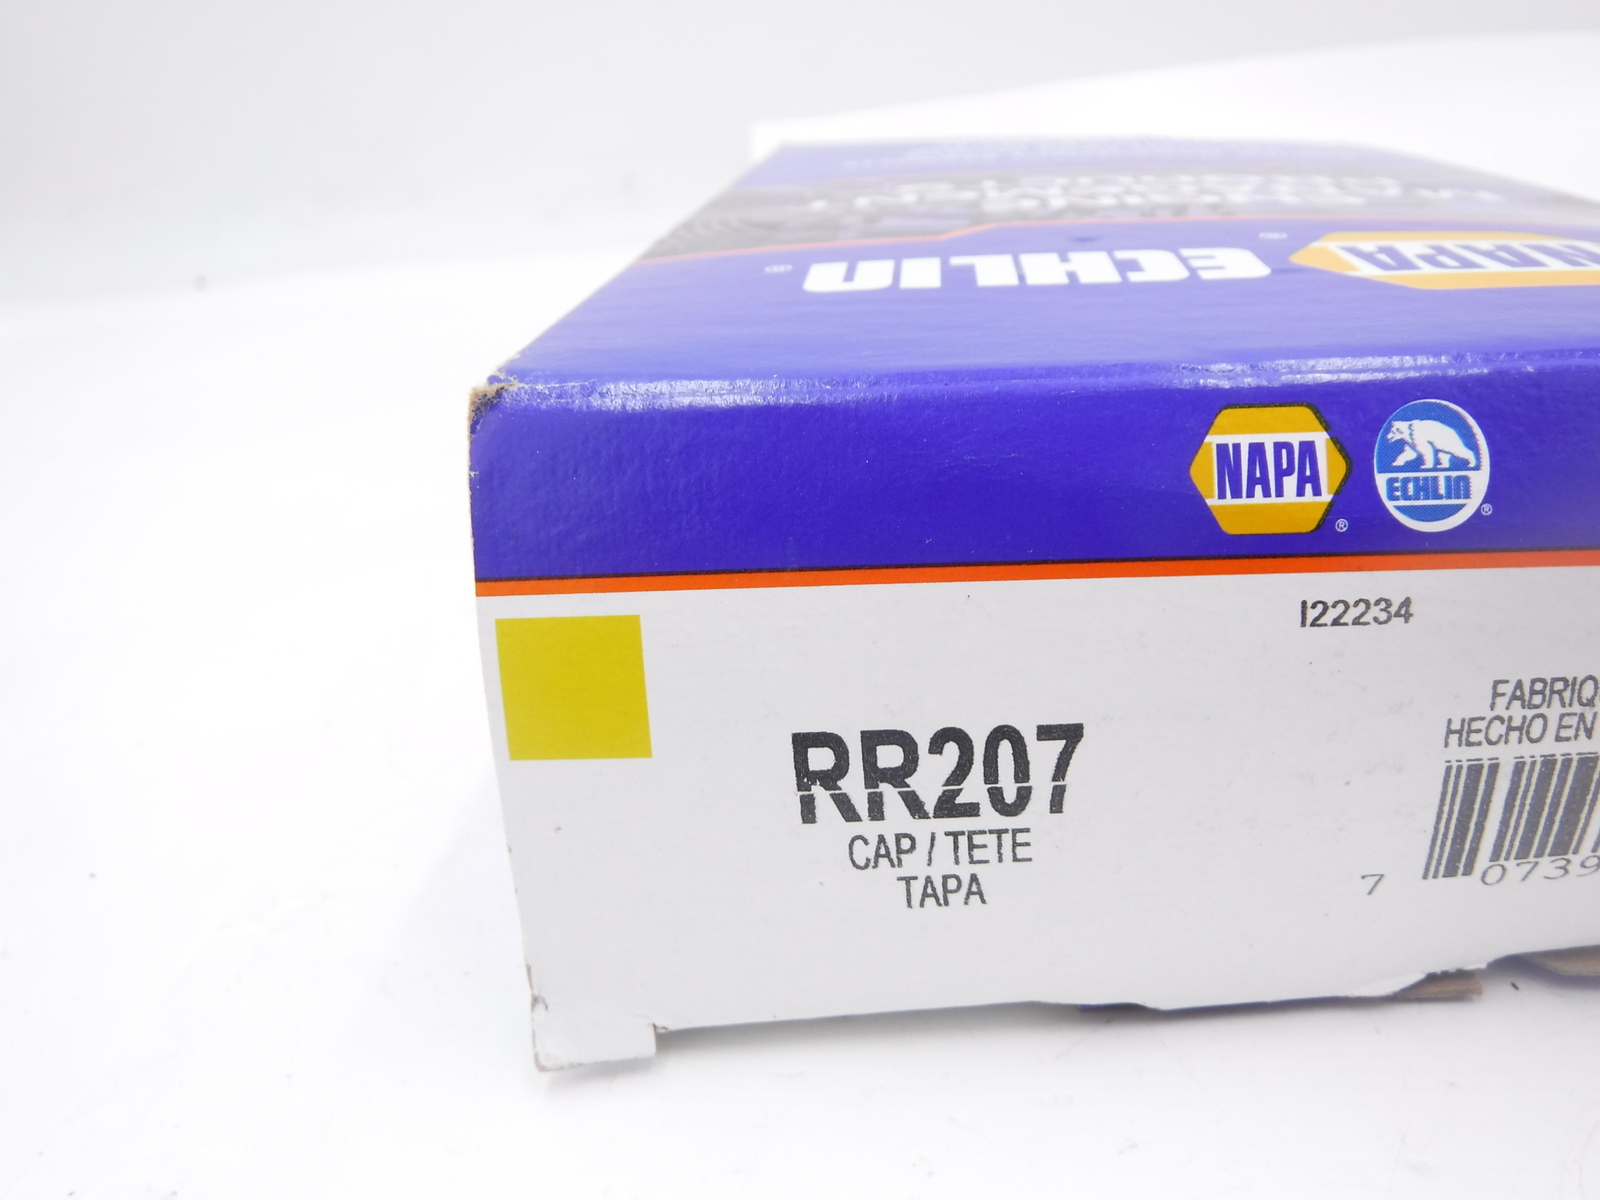 NAPA ® ECHLIN ®
NAPA ® ECHLIN ®
I22234
FABRIQ
HECHO EN
RR207
CAP / TETE
TAPA
7 0739